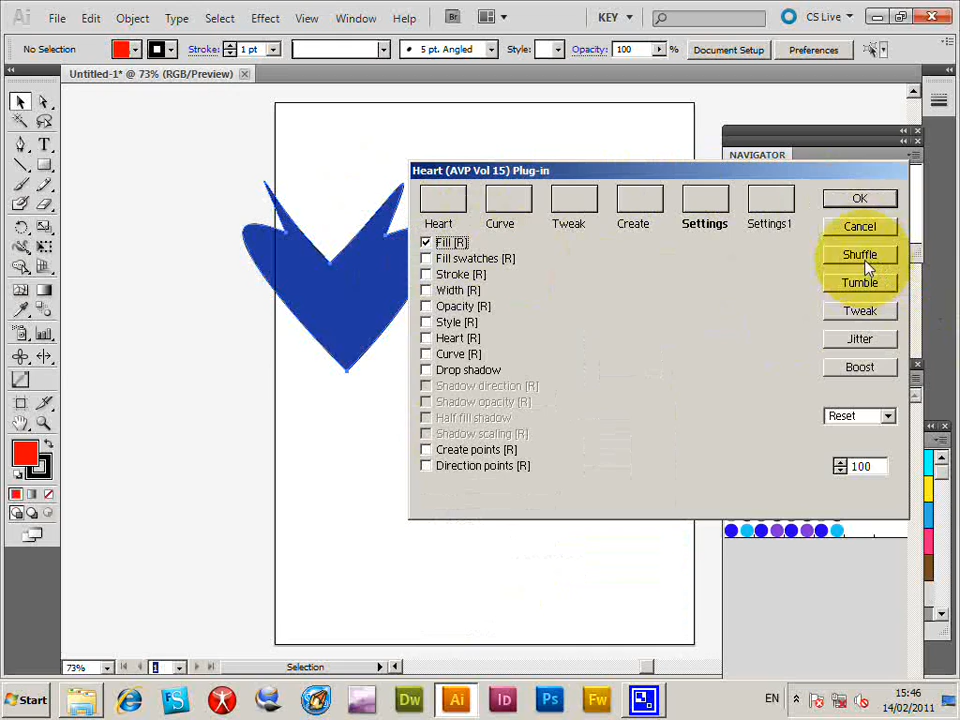 Ai
File Edit Object Type Select Effect View Window Help Br KEY CS Live
No Selection Stroke: 1 pt 5 pt. Angled Style: Opacity: 100 % Document Setup Preferences
Untitled-1* @ 73% (RGB/Preview)
NAVIGATOR
Heart (AVP Vol 15) Plug-in
Heart Curve Tweak Create Settings Settings1
OK
Cancel
Shuffle
Tumble
Tweak
Jitter
Boost
Reset
100
Fill [R]
Fill swatches [R]
Stroke [R]
Width [R]
Opacity [R]
Style [R]
Heart [R]
Curve [R]
Drop shadow
Shadow direction [R]
Shadow opacity [R]
Half fill shadow
Shadow scaling [R]
Create points [R]
Direction points [R]
73% 1 Selection
Start Dw Ai Id Ps Fw EN 15:46
14/02/2011